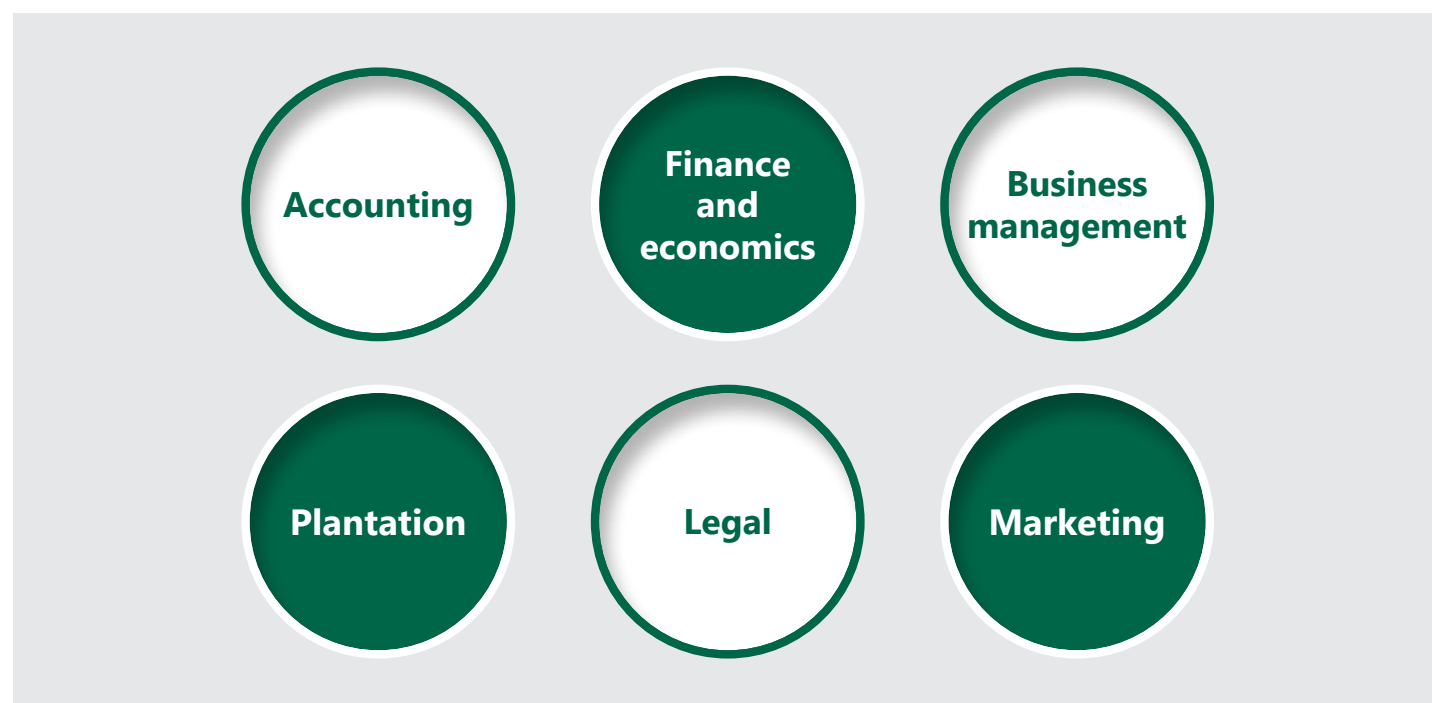 Accounting
Finance
and
economics
Business
management
Plantation
Legal
Marketing